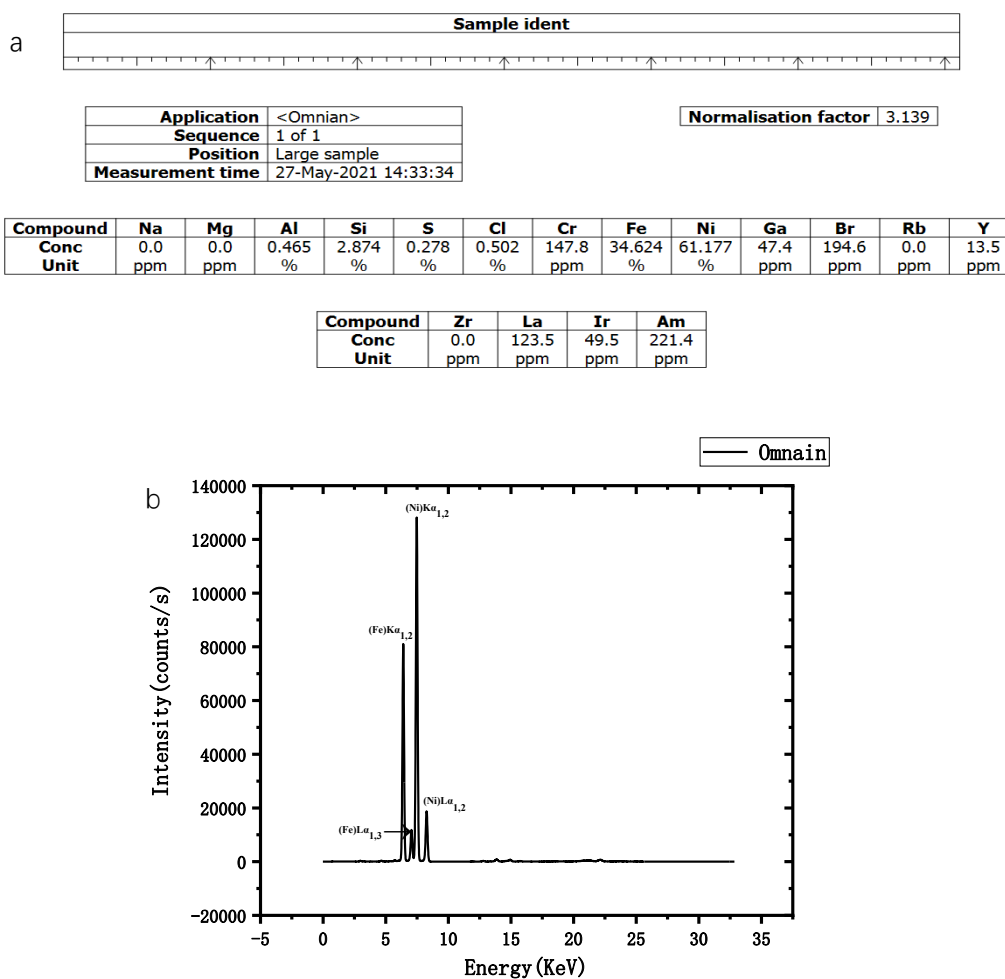 a
Sample ident
Application <Omnian>
Sequence 1 of 1
Position Large sample
Measurement time 27-May-2021 14:33:34
Normalisation factor 3.139
Compound Na Mg Al Si S Cl Cr Fe Ni Ga Br Rb Y
Conc 0.0 0.0 0.465 2.874 0.278 0.502 147.8 34.624 61.177 47.4 194.6 0.0 13.5
Unit ppm ppm % % % % ppm % % ppm ppm ppm ppm
Compound Zr La Ir Am
Conc 0.0 123.5 49.5 221.4
Unit ppm ppm ppm ppm
Omnain
b
140000
120000
100000
80000
60000
40000
20000
0
-20000
Intensity(counts/s)
(Ni)Kα1,2
(Fe)Kα1,2
(Ni)Lα1,2
(Fe)Lα1,3
-5 0 5 10 15 20 25 30 35
Energy(KeV)